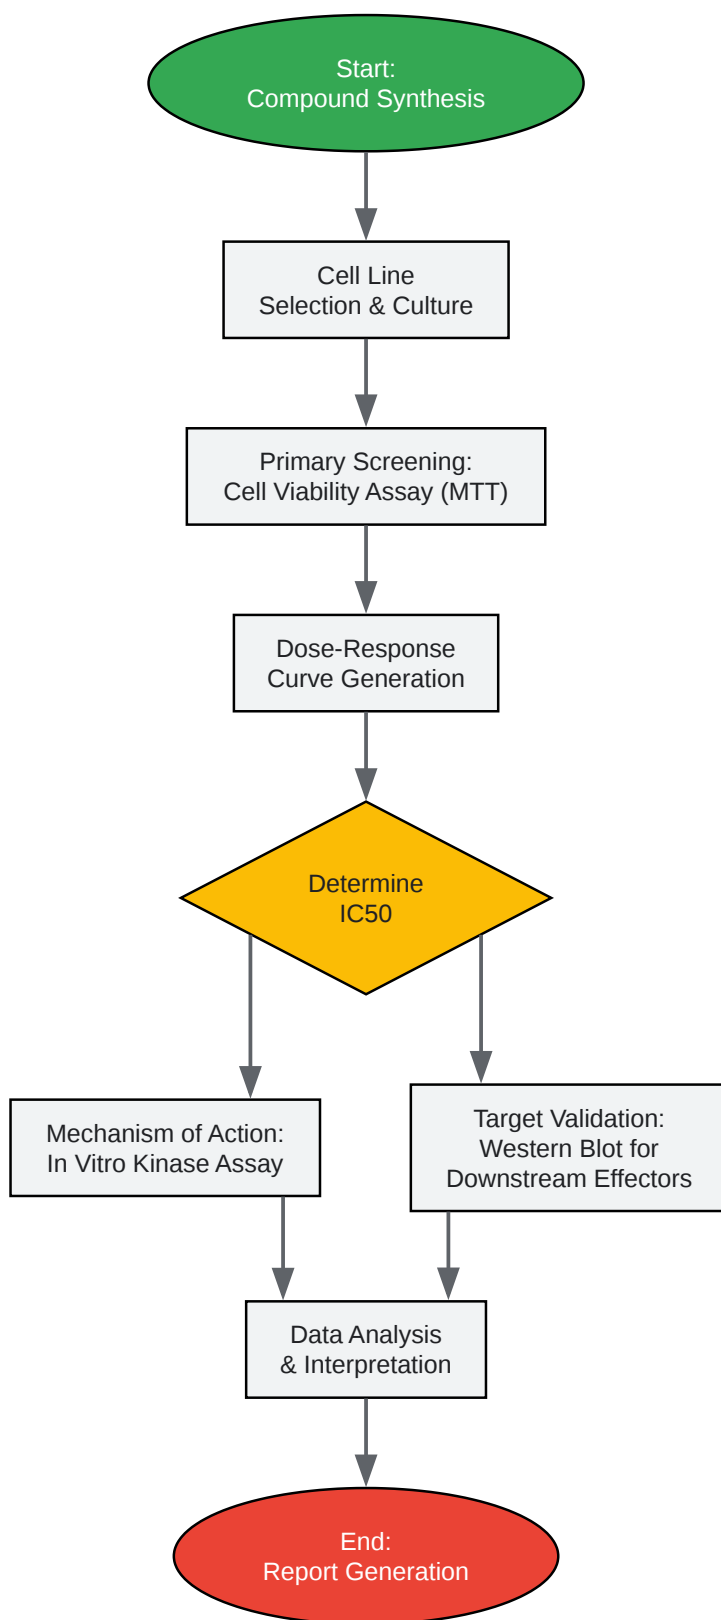 Start:
Compound Synthesis
Cell Line
Selection & Culture
Primary Screening:
Cell Viability Assay (MTT)
Dose-Response
Curve Generation
Determine
IC50
Mechanism of Action:
In Vitro Kinase Assay
Target Validation:
Western Blot for
Downstream Effectors
Data Analysis
& Interpretation
End:
Report Generation